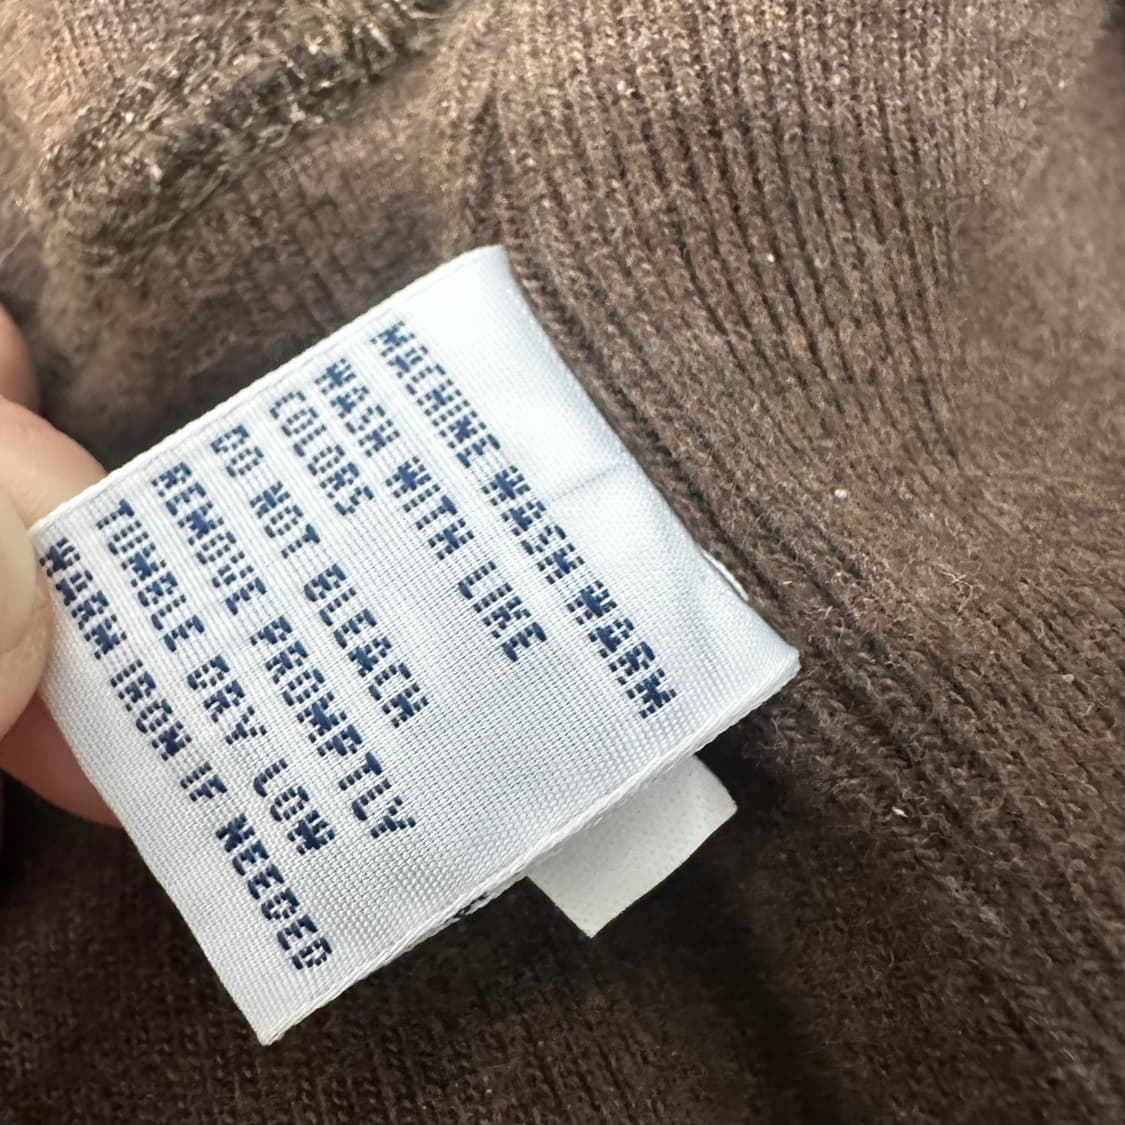 MACHINE WASH WARM
WASH WITH LIKE
COLORS
DO NOT BLEACH
REMOVE PROMPTLY
TUMBLE DRY LOW
WARM IRON IF NEEDED